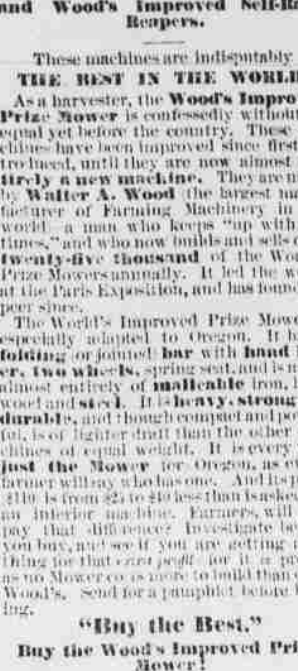 and Wood's Improved Self-R
Reapers.
These machines are indisputably
THE BEST IN THE WORLD
As a harvester, the Wood's Impro
Prize Mower is confessedly withou
equal yet before the country. These
chines have been improved since first
troduced, until they are now almost
tirely a new machine. They are m
by Walter A. Wood (the largest ma
facturer of Farming Machinery in
world) a man who keeps "up with
times," and who now builds and sells o
twenty-five thousand of the Wo
Prize Mowers annually. It led the w
at the Paris Exposition, and has foun
peer since.
The World's Improved Prize Mowe
especially adapted to Oregon. It h
folding (or jointed) bar with hand
er, two wheels, spring seat, and is m
almost entirely of malleable iron,
wood and steel. It is heavy, strong
durable, and though compact and po
ful, is of lighter draft than the other
chines of equal weight. It is every
just the Mower for Oregon, as e
farmer will say who has one. And its p
$110 is from $25 to $40 less than is aske
an interior machine. Farmers, will
pay that difference? Investigate be
you buy, and see if you are getting a
thing for that extra profit for it is pr
as no Mower costs more to build than
Wood's. Send for a pamphlet before
ing.
"Buy the Best."
Buy the Wood's Improved Pri
Mower!